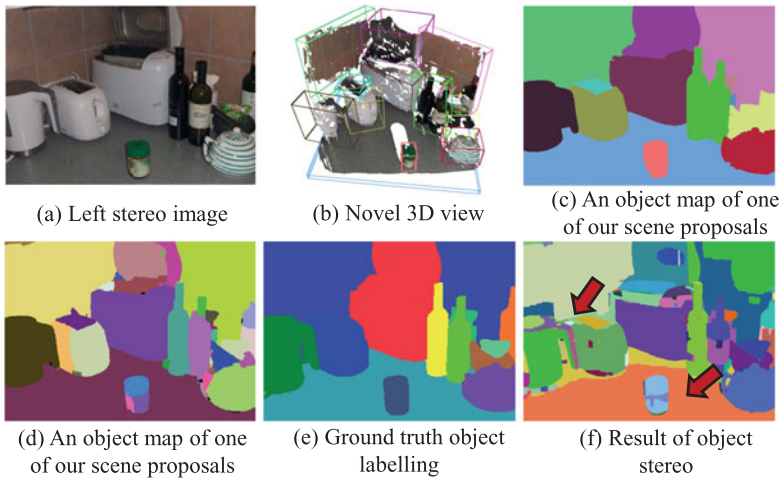 (a) Left stereo image
(b) Novel 3D view
(c) An object map of one
of our scene proposals
(d) An object map of one
of our scene proposals
(e) Ground truth object
labelling
(f) Result of object
stereo